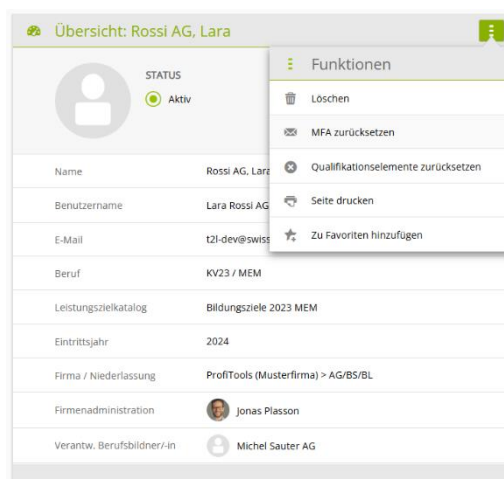 Übersicht: Rossi AG, Lara
STATUS
Aktiv
Funktionen
Löschen
MFA zurücksetzen
Qualifikationselemente zurücksetzen
Seite drucken
Zu Favoriten hinzufügen
Name Rossi AG, Lara
Benutzername Lara Rossi AG
E-Mail t2l-dev@swiss
Beruf KV23 / MEM
Leistungszielkatalog Bildungsziele 2023 MEM
Eintrittsjahr 2024
Firma / Niederlassung ProfiTools (Musterfirma) > AG/BS/BL
Firmenadministration Jonas Plasson
Verantw. Berufsbildner/-in Michel Sauter AG